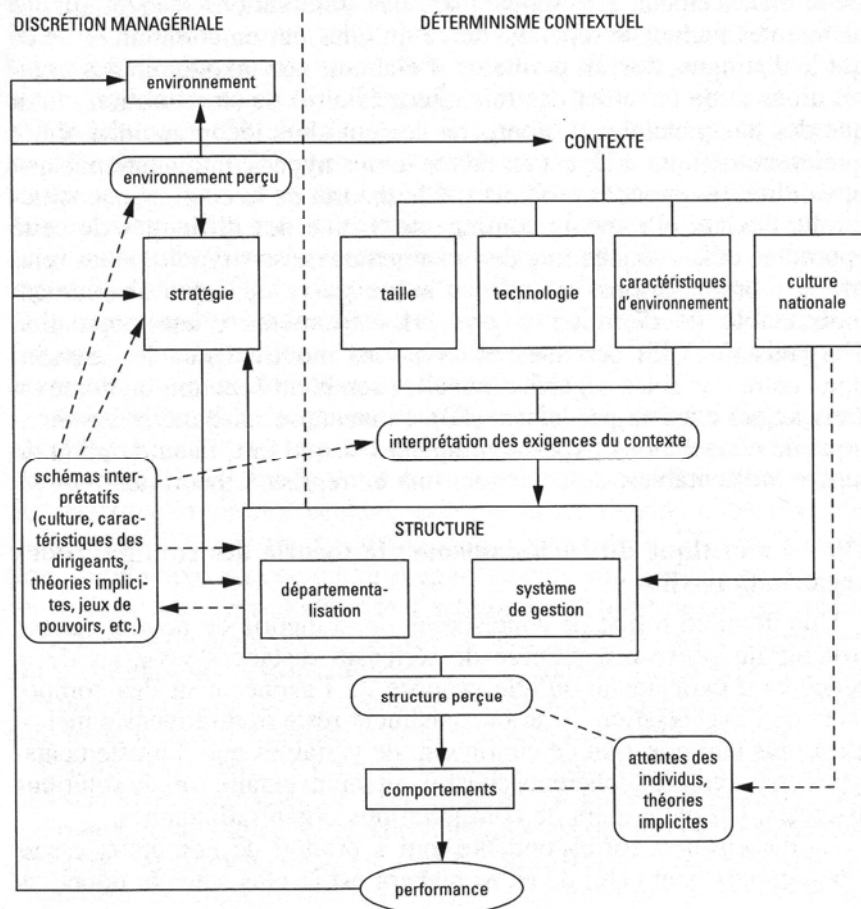 DISCRÉTION MANAGÉRIALE
DÉTERMINISME CONTEXTUEL
environnement
CONTEXTE
environnement perçu
stratégie
taille
technologie
caractéristiques
d'environnement
culture
nationale
interprétation des exigences du contexte
schémas inter-
prétatifs
(culture, carac-
téristiques des
dirigeants,
théories implici-
tes, jeux de
pouvoirs, etc.)
STRUCTURE
départementa-
lisation
système
de gestion
structure perçue
attentes des
individus,
théories
implicites
comportements
performance